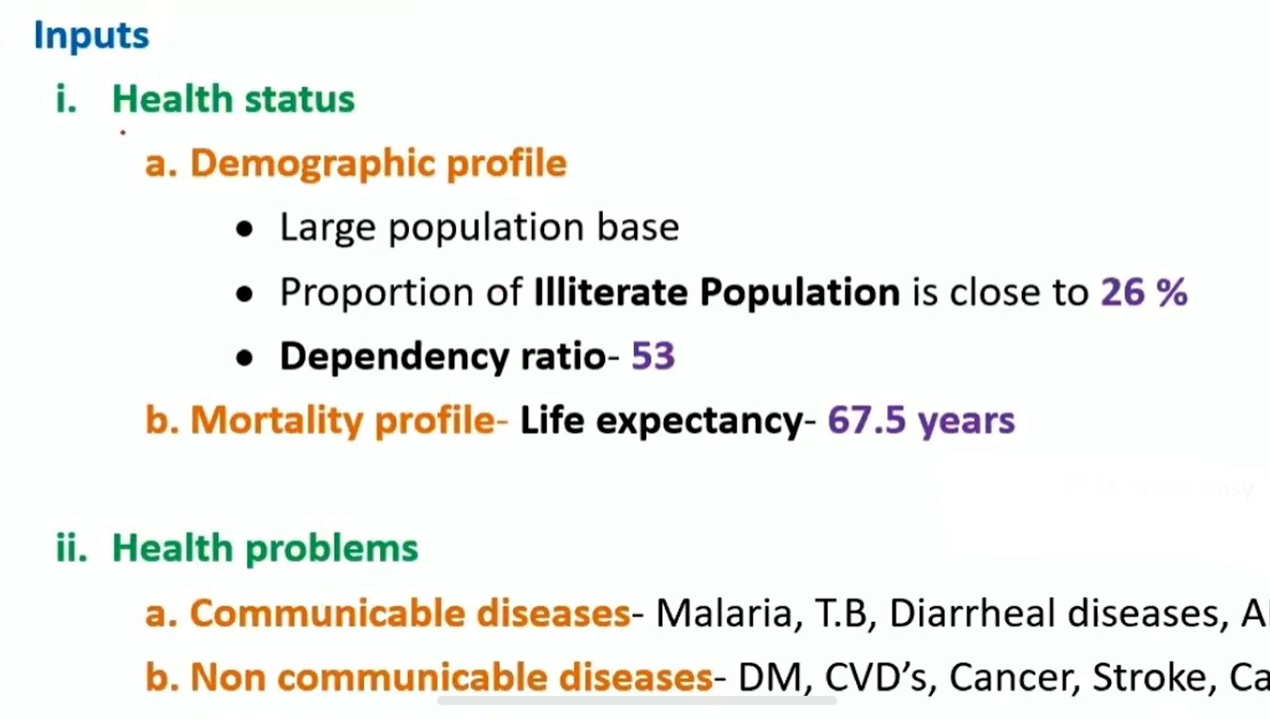 Inputs
i. Health status
a. Demographic profile
• Large population base
• Proportion of Illiterate Population is close to 26 %
• Dependency ratio- 53
b. Mortality profile- Life expectancy- 67.5 years
ii. Health problems
a. Communicable diseases- Malaria, T.B, Diarrheal diseases,
b. Non communicable diseases- DM, CVD’s, Cancer, Stroke,